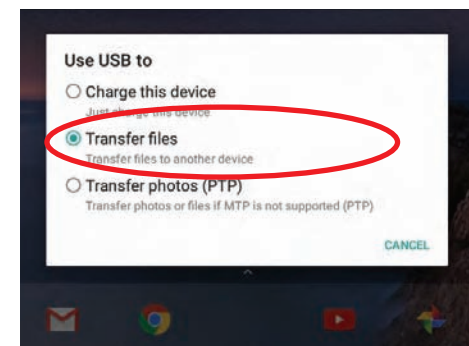 Use USB to
Charge this device
Just charge this device
Transfer files
Transfer files to another device
Transfer photos (PTP)
Transfer photos or files if MTP is not supported (PTP)
CANCEL